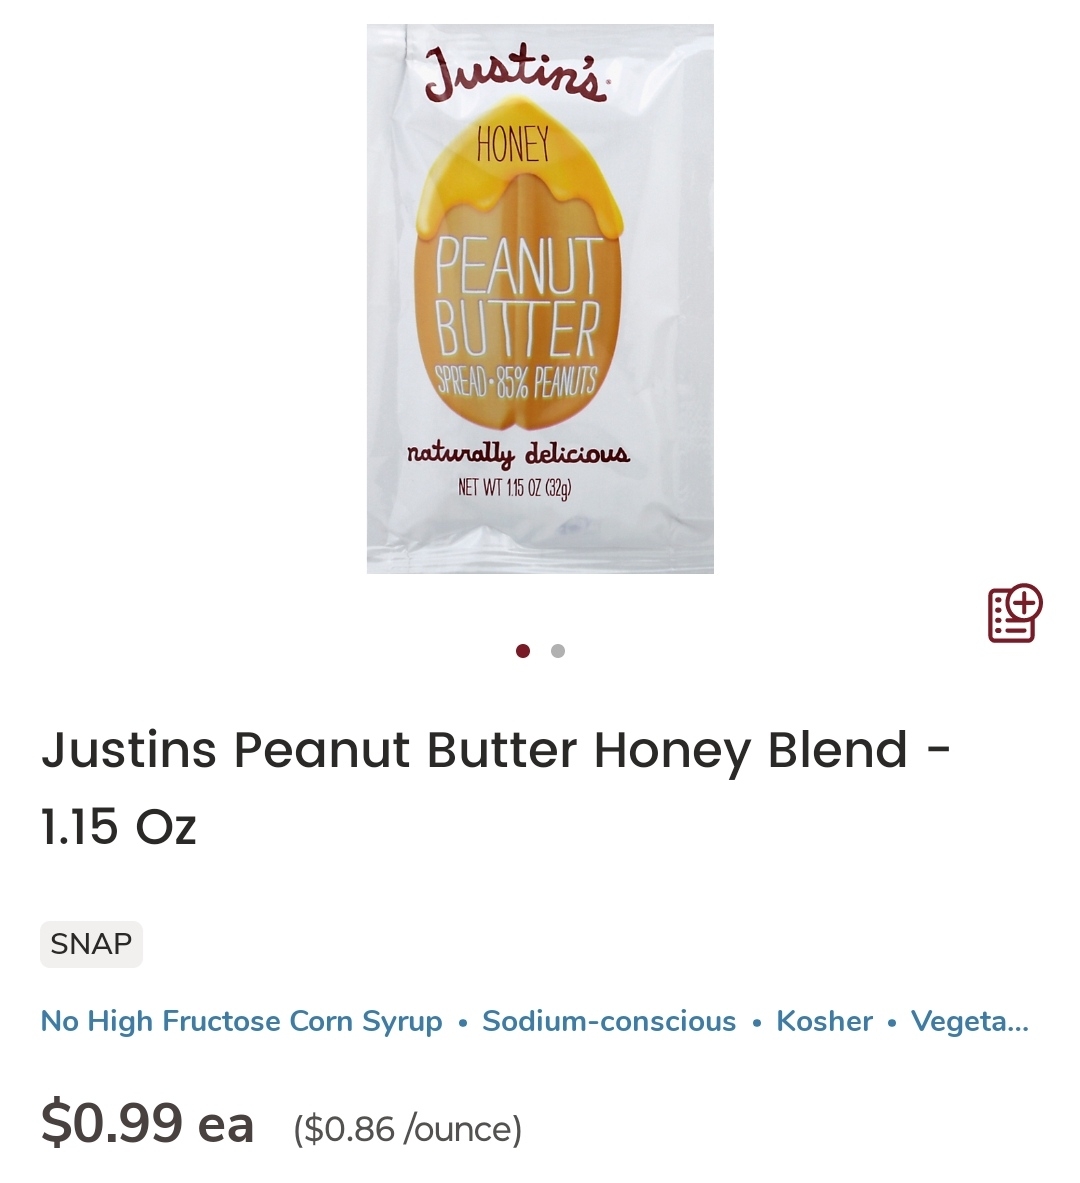 Justin's
HONEY
PEANUT
BUTTER
SPREAD • 85% PEANUTS
naturally delicious
NET WT 1.15 OZ (32g)
Justins Peanut Butter Honey Blend -
1.15 Oz
SNAP
No High Fructose Corn Syrup • Sodium-conscious • Kosher • Vegeta...
$0.99 ea ($0.86 /ounce)